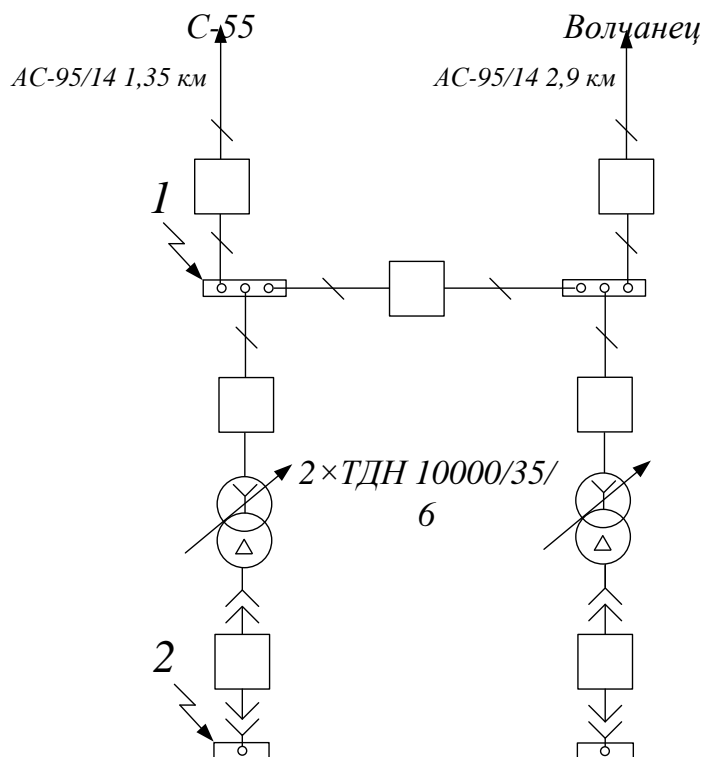 С-55
Волчанец
АС-95/14 1,35 км
АС-95/14 2,9 км
1
2×ТДН 10000/35/
6
2